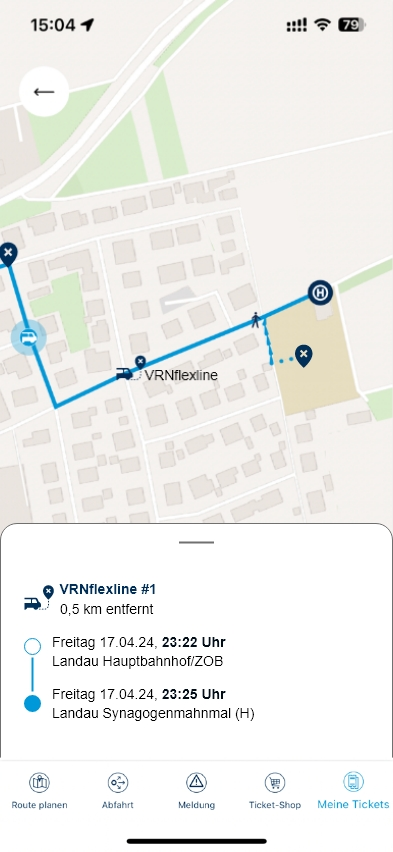 15:04
79
H
VRNflexline
VRNflexline #1
0,5 km entfernt
Freitag 17.04.24, 23:22 Uhr
Landau Hauptbahnhof/ZOB
Freitag 17.04.24, 23:25 Uhr
Landau Synagogenmahnmal (H)
Route planen
Abfahrt
Meldung
Ticket-Shop
Meine Tickets